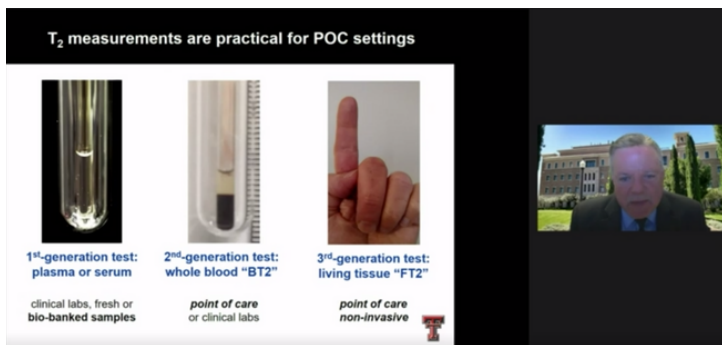 T₂ measurements are practical for POC settings
1st-generation test:
plasma or serum
clinical labs, fresh or
bio-banked samples
2nd-generation test:
whole blood “BT2”
point of care
or clinical labs
3rd-generation test:
living tissue “FT2”
point of care
non-invasive